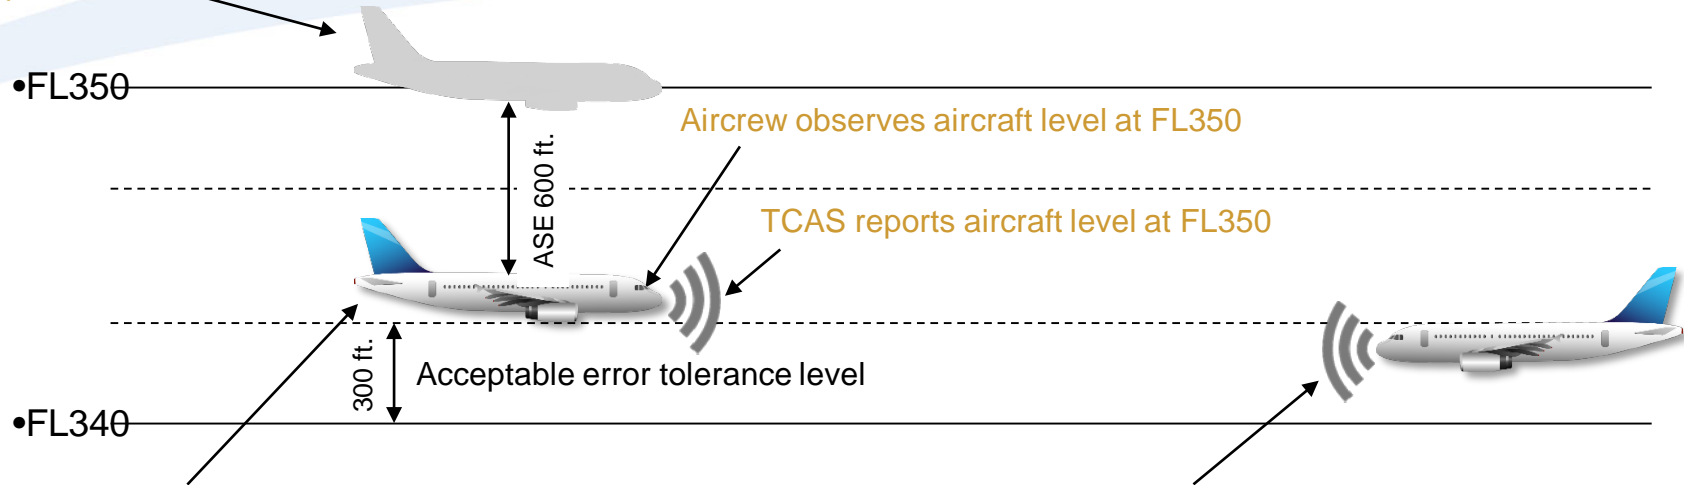 •FL350
Aircrew observes aircraft level at FL350
ASE 600 ft.
TCAS reports aircraft level at FL350
300 ft.
Acceptable error tolerance level
•FL340